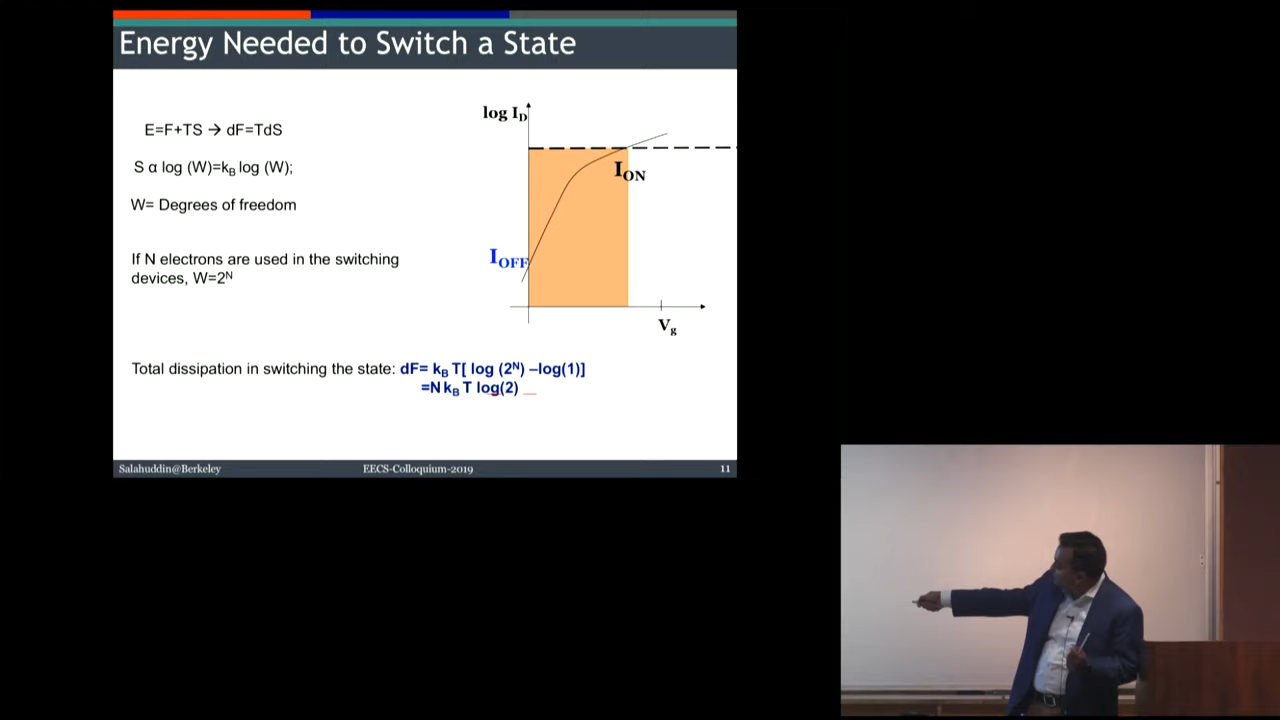 Energy Needed to Switch a State
E=F+TS → dF=TdS
S α log (W)=kB log (W);
W= Degrees of freedom
If N electrons are used in the switching
devices, W=2ᴺ
log ID
ION
IOFF
Vg
Total dissipation in switching the state: dF= kB T[ log (2ᴺ) –log(1)]
=N kB T log(2)
Salahuddin@Berkeley
EECS-Colloquium-2019
11